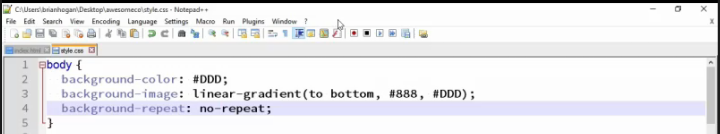 C:\Users\brianhogan\Desktop\awesomeco\style.css - Notepad++
File Edit Search View Encoding Language Settings Macro Run Plugins Window ?
index.html style.css
1 body {
2 background-color: #DDD;
3 background-image: linear-gradient(to bottom, #888, #DDD);
4 background-repeat: no-repeat;
5 }